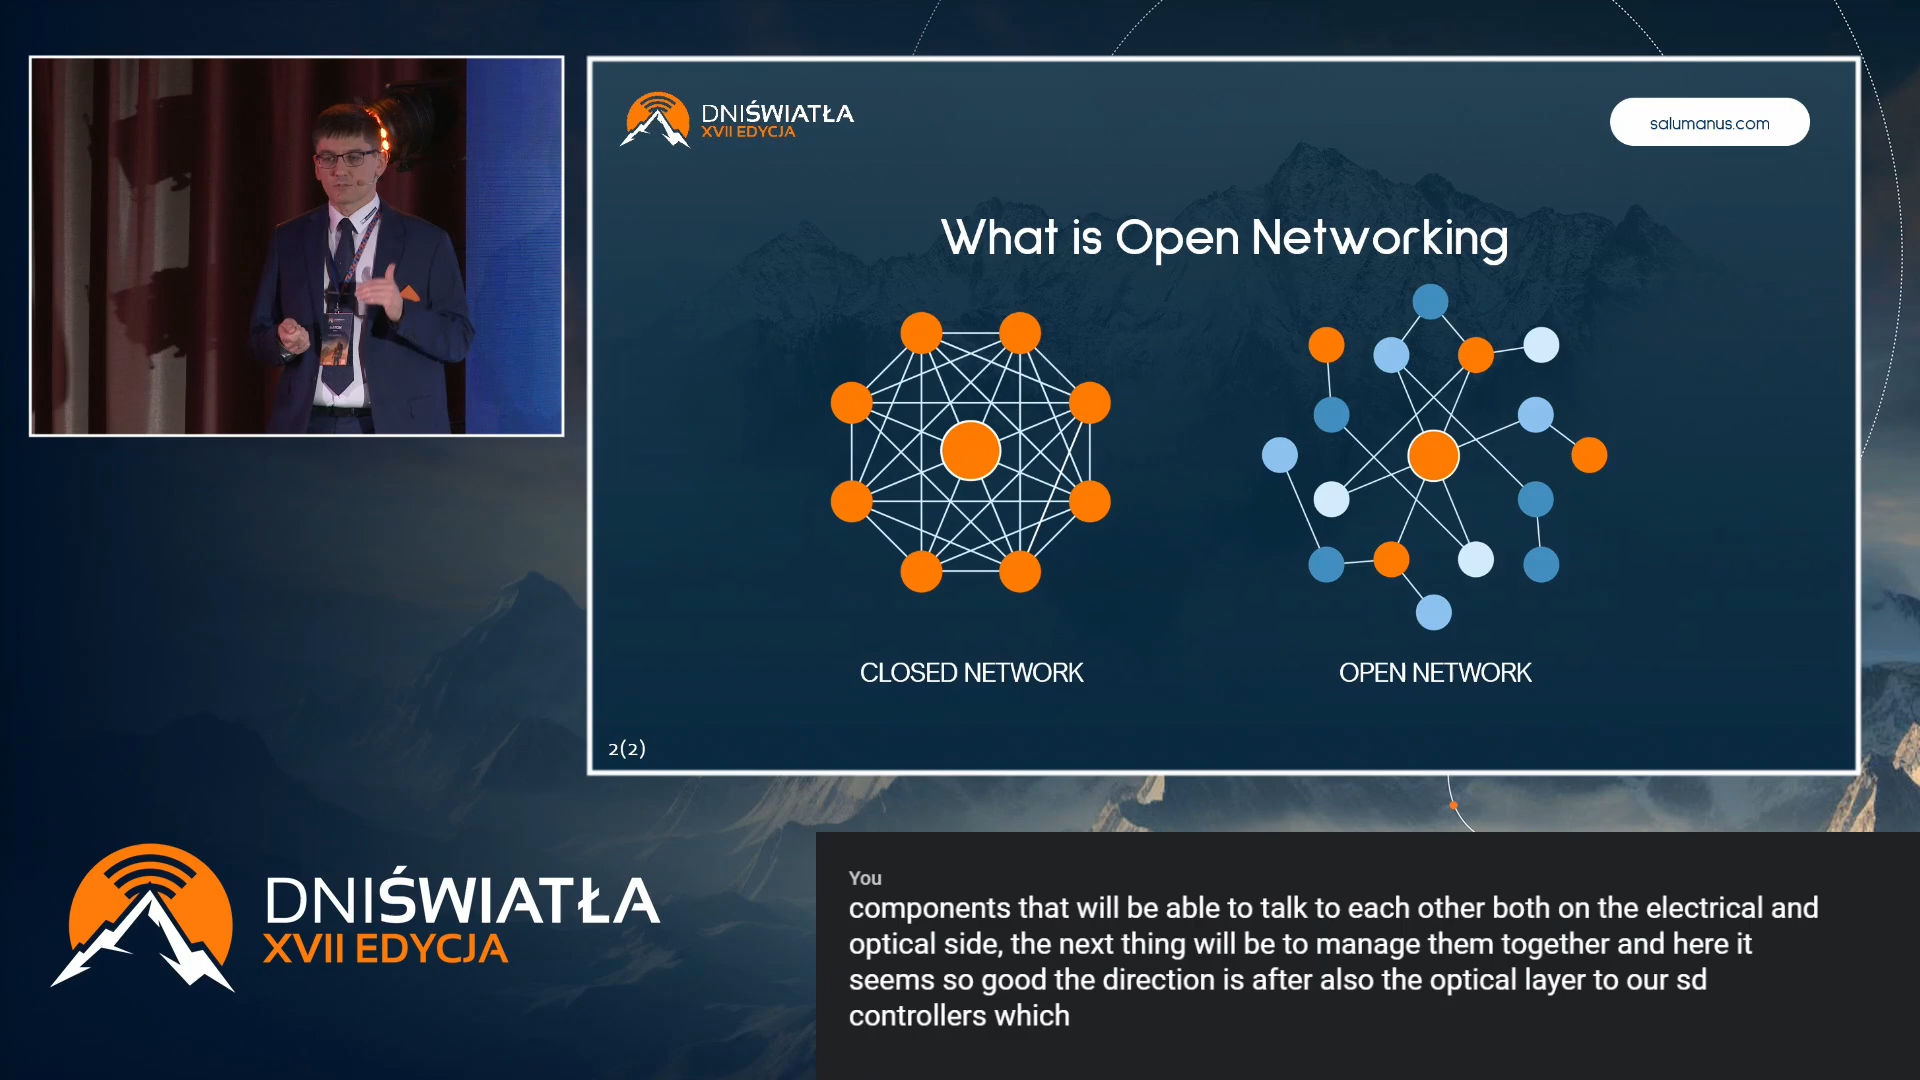 DNIŚWIATŁA
XVII EDYCJA
salumanus.com
What is Open Networking
CLOSED NETWORK
OPEN NETWORK
2(2)
DNIŚWIATŁA
XVII EDYCJA
You
components that will be able to talk to each other both on the electrical and
optical side, the next thing will be to manage them together and here it
seems so good the direction is after also the optical layer to our sd
controllers which